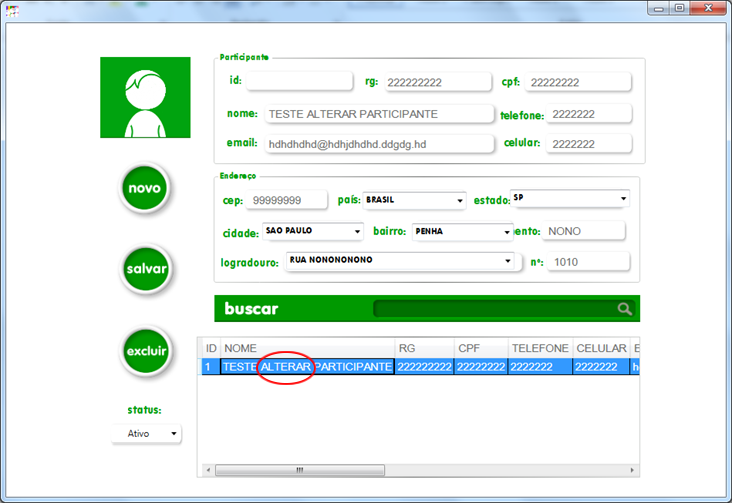 Participante
id: rg: 222222222 cpf: 22222222
nome: TESTE ALTERAR PARTICIPANTE telefone: 2222222
email: hdhdhdhd@hdhjdhdhd.ddgdg.hd celular: 2222222
Endereço
cep: 99999999 país: BRASIL estado: SP
cidade: SAO PAULO bairro: PENHA ento: NONO
logradouro: RUA NONONONONO nº: 1010
novo
salvar
excluir
status:
Ativo
buscar
ID NOME RG CPF TELEFONE CELULAR E
1 TESTE ALTERAR PARTICIPANTE 222222222 22222222 2222222 2222222 h